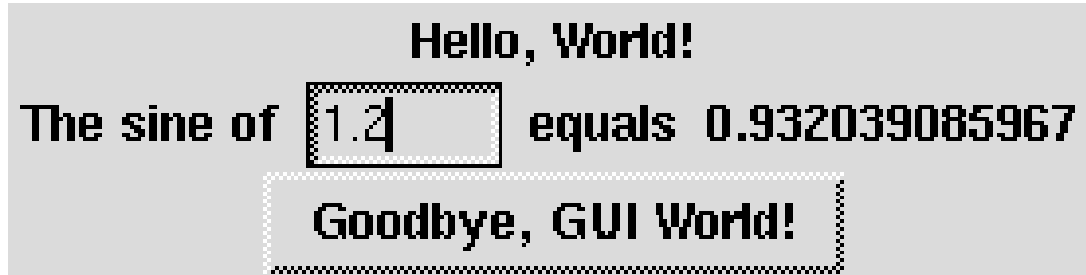 Hello, World!
The sine of 1.2 equals 0.932039085967
Goodbye, GUI World!